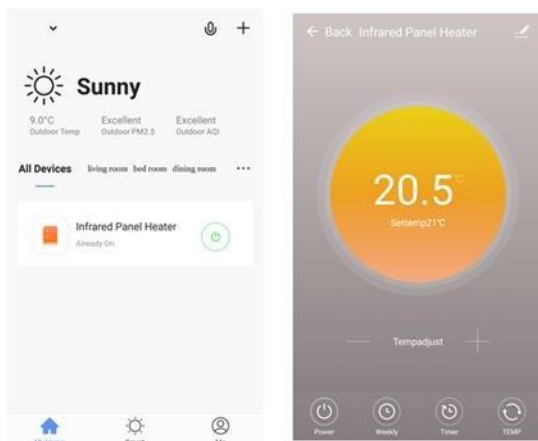 Sunny
9.0°C Excellent Excellent
Outdoor Temp Outdoor PM2.5 Outdoor AQI
All Devices living room bed room dining room
Infrared Panel Heater
Already On
Me
← Back Infrared Panel Heater
20.5°C
Settemp21°C
— Tempadjust +
Power Weekly Timer TEMP